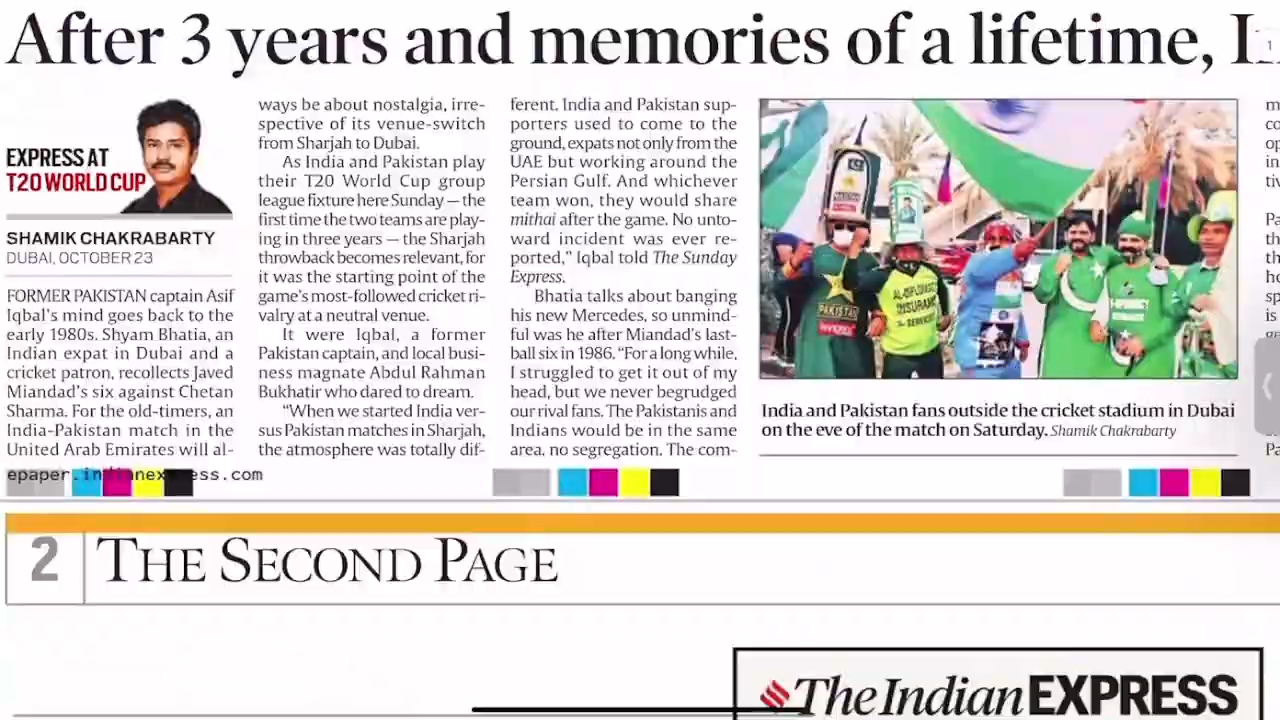 After 3 years and memories of a lifetime,
EXPRESS AT
T20 WORLD CUP
SHAMIK CHAKRABARTY
DUBAI, OCTOBER 23
FORMER PAKISTAN captain Asif
Iqbal's mind goes back to the
early 1980s. Shyam Bhatia, an
Indian expat in Dubai and a
cricket patron, recollects Javed
Miandad's six against Chetan
Sharma. For the old-timers, an
India-Pakistan match in the
United Arab Emirates will al-
ways be about nostalgia, irre-
spective of its venue-switch
from Sharjah to Dubai.
As India and Pakistan play
their T20 World Cup group
league fixture here Sunday — the
first time the two teams are play-
ing in three years — the Sharjah
throwback becomes relevant, for
it was the starting point of the
game's most-followed cricket ri-
valry at a neutral venue.
It were Iqbal, a former
Pakistan captain, and local busi-
ness magnate Abdul Rahman
Bukhatir who dared to dream.
“When we started India ver-
sus Pakistan matches in Sharjah,
the atmosphere was totally dif-
ferent. India and Pakistan sup-
porters used to come to the
ground, expats not only from the
UAE but working around the
Persian Gulf. And whichever
team won, they would share
mithai after the game. No unto-
ward incident was ever re-
ported,” Iqbal told The Sunday
Express.
Bhatia talks about banging
his new Mercedes, so unmind-
ful was he after Miandad's last-
ball six in 1986. “For a long while,
I struggled to get it out of my
head, but we never begrudged
our rival fans. The Pakistanis and
Indians would be in the same
area, no segregation. The com-
PAKISTAN
INSURANCE
India and Pakistan fans outside the cricket stadium in Dubai
on the eve of the match on Saturday. Shamik Chakrabarty
epaper.indianexpress.com
2 THE SECOND PAGE
The Indian EXPRESS